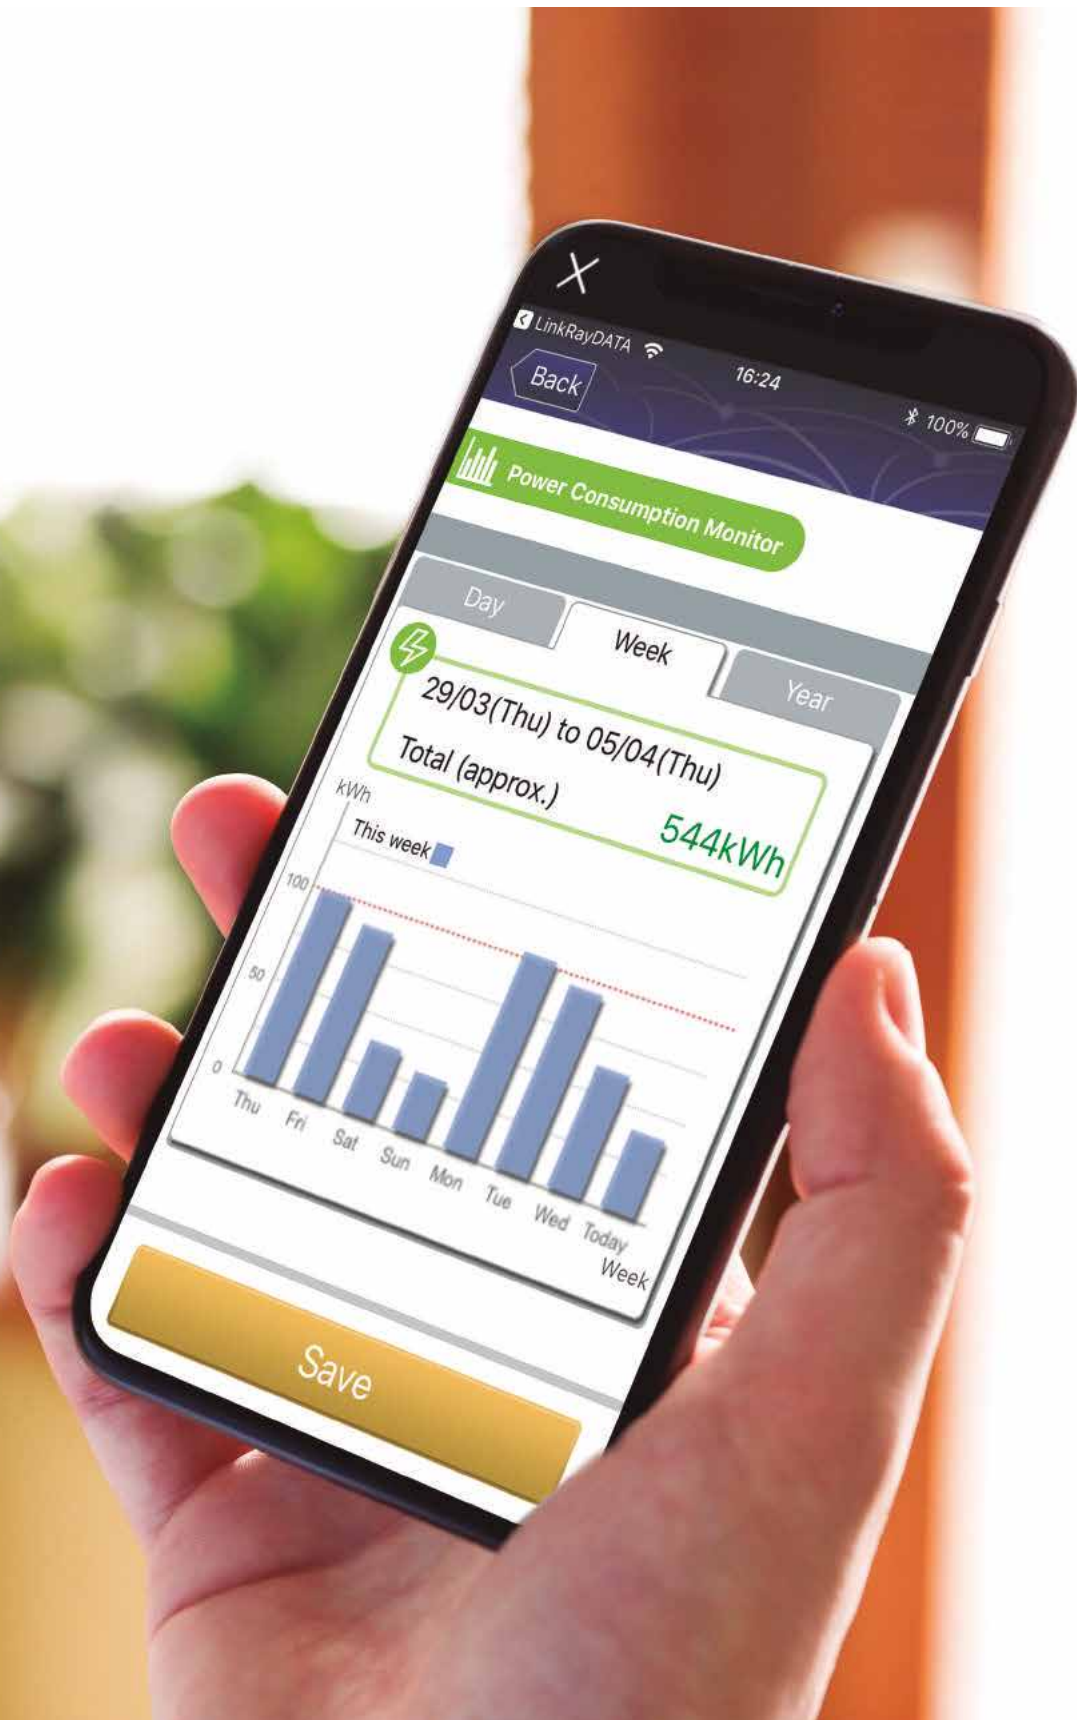 LinkRayDATA
16:24
100%
Back
Power Consumption Monitor
Day
Week
Year
29/03(Thu) to 05/04(Thu)
Total (approx.)
544kWh
kWh
This week
100
50
0
Thu
Fri
Sat
Sun
Mon
Tue
Wed
Today
Week
Save